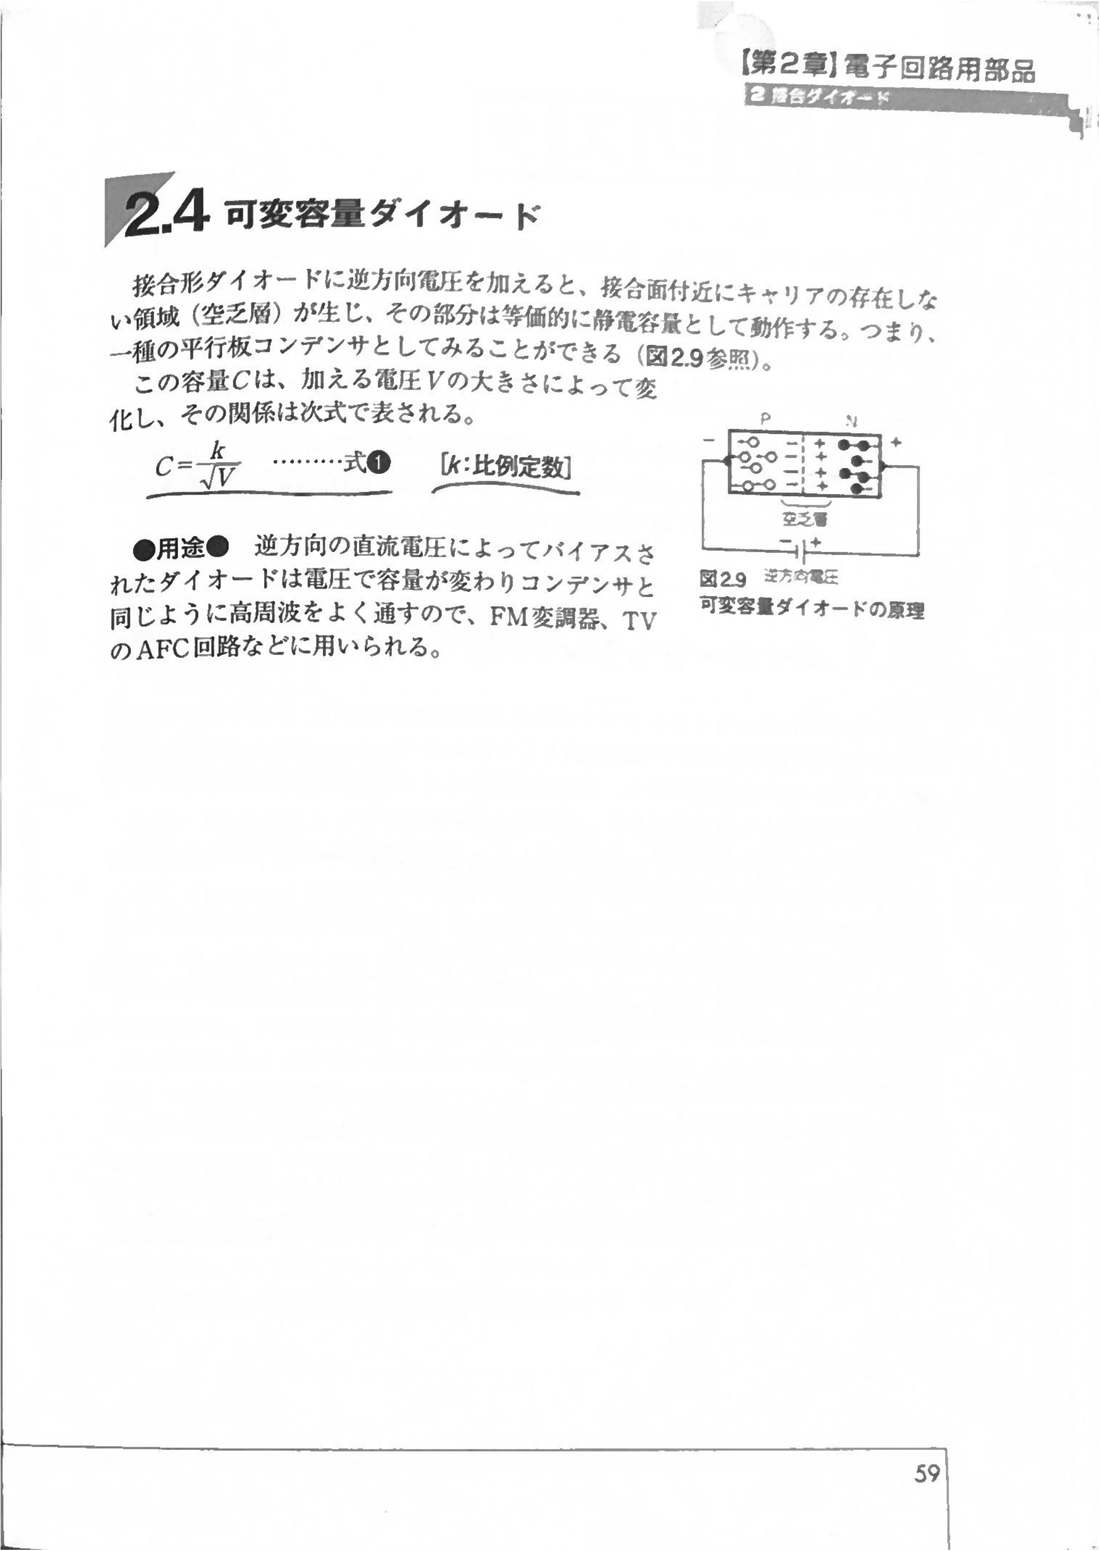 【第2章】電子回路用部品
2 接合ダイオード
2.4 可変容量ダイオード
接合形ダイオードに逆方向電圧を加えると、接合面付近にキャリアの存在しな
い領域（空乏層）が生じ、その部分は等価的に静電容量として動作する。つまり、
一種の平行板コンデンサとしてみることができる（図2.9参照）。
この容量Cは、加える電圧Vの大きさによって変
化し、その関係は次式で表される。
C=k/√V ………式❶ [k:比例定数]
●用途● 逆方向の直流電圧によってバイアスさ
れたダイオードは電圧で容量が変わりコンデンサと
同じように高周波をよく通すので、FM変調器、TV
のAFC回路などに用いられる。
P N
− +
空乏層
− +
図2.9 逆方向電圧
可変容量ダイオードの原理
59